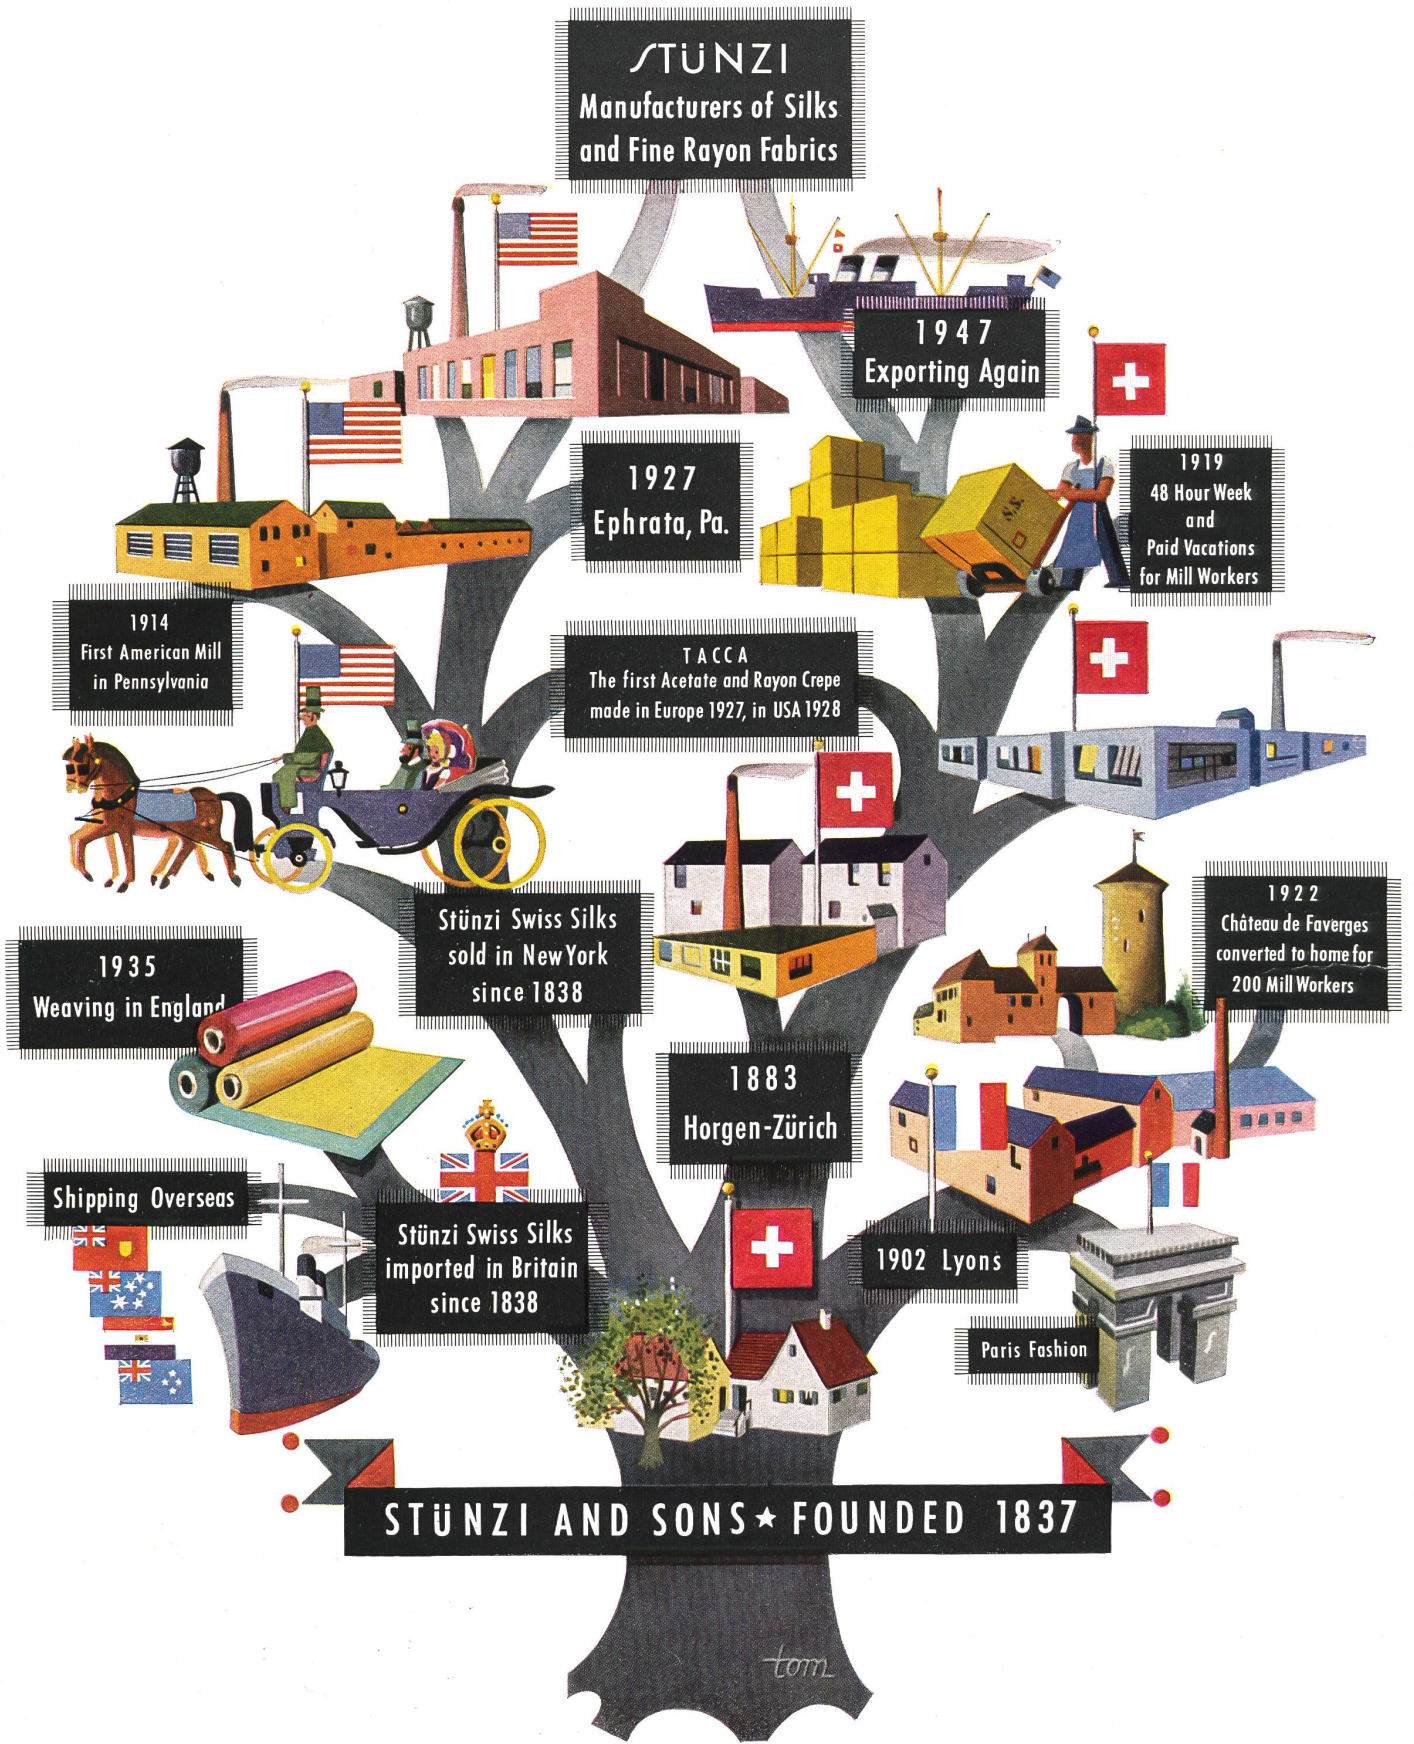 STÜNZI
Manufacturers of Silks
and Fine Rayon Fabrics
1947
Exporting Again
1927
Ephrata, Pa.
S.S.
1919
48 Hour Week
and
Paid Vacations
for Mill Workers
1914
First American Mill
in Pennsylvania
TACCA
The first Acetate and Rayon Crepe
made in Europe 1927, in USA 1928
Stünzi Swiss Silks
sold in New York
since 1838
1922
Château de Faverges
converted to home for
200 Mill Workers
1935
Weaving in England
1883
Horgen-Zürich
Shipping Overseas
Stünzi Swiss Silks
imported in Britain
since 1838
1902 Lyons
Paris Fashion
STÜNZI AND SONS ★ FOUNDED 1837
tom